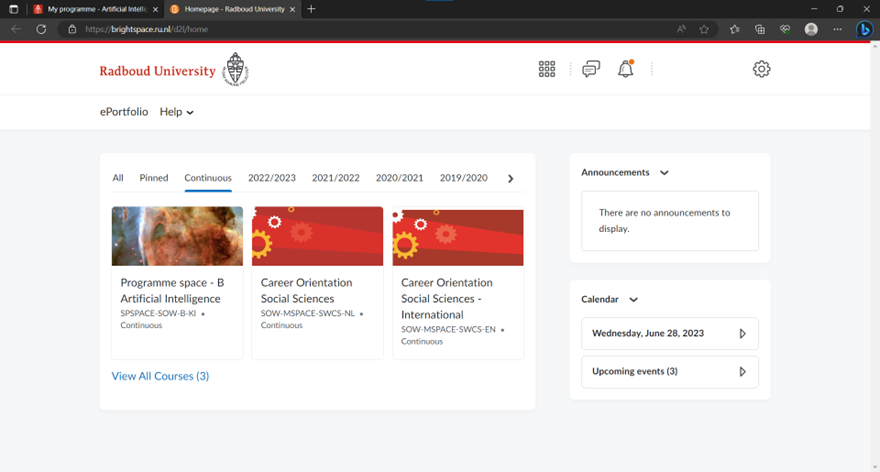 My programme - Artificial Intellig
Homepage - Radboud University
https://brightspace.ru.nl/d2l/home
Radboud University
ePortfolio Help
All Pinned Continuous 2022/2023 2021/2022 2020/2021 2019/2020
Programme space - B
Artificial Intelligence
SPSPACE-SOW-B-KI •
Continuous
Career Orientation
Social Sciences
SOW-MSPACE-SWCS-NL •
Continuous
Career Orientation
Social Sciences -
International
SOW-MSPACE-SWCS-EN •
Continuous
View All Courses (3)
Announcements
There are no announcements to
display.
Calendar
Wednesday, June 28, 2023
Upcoming events (3)